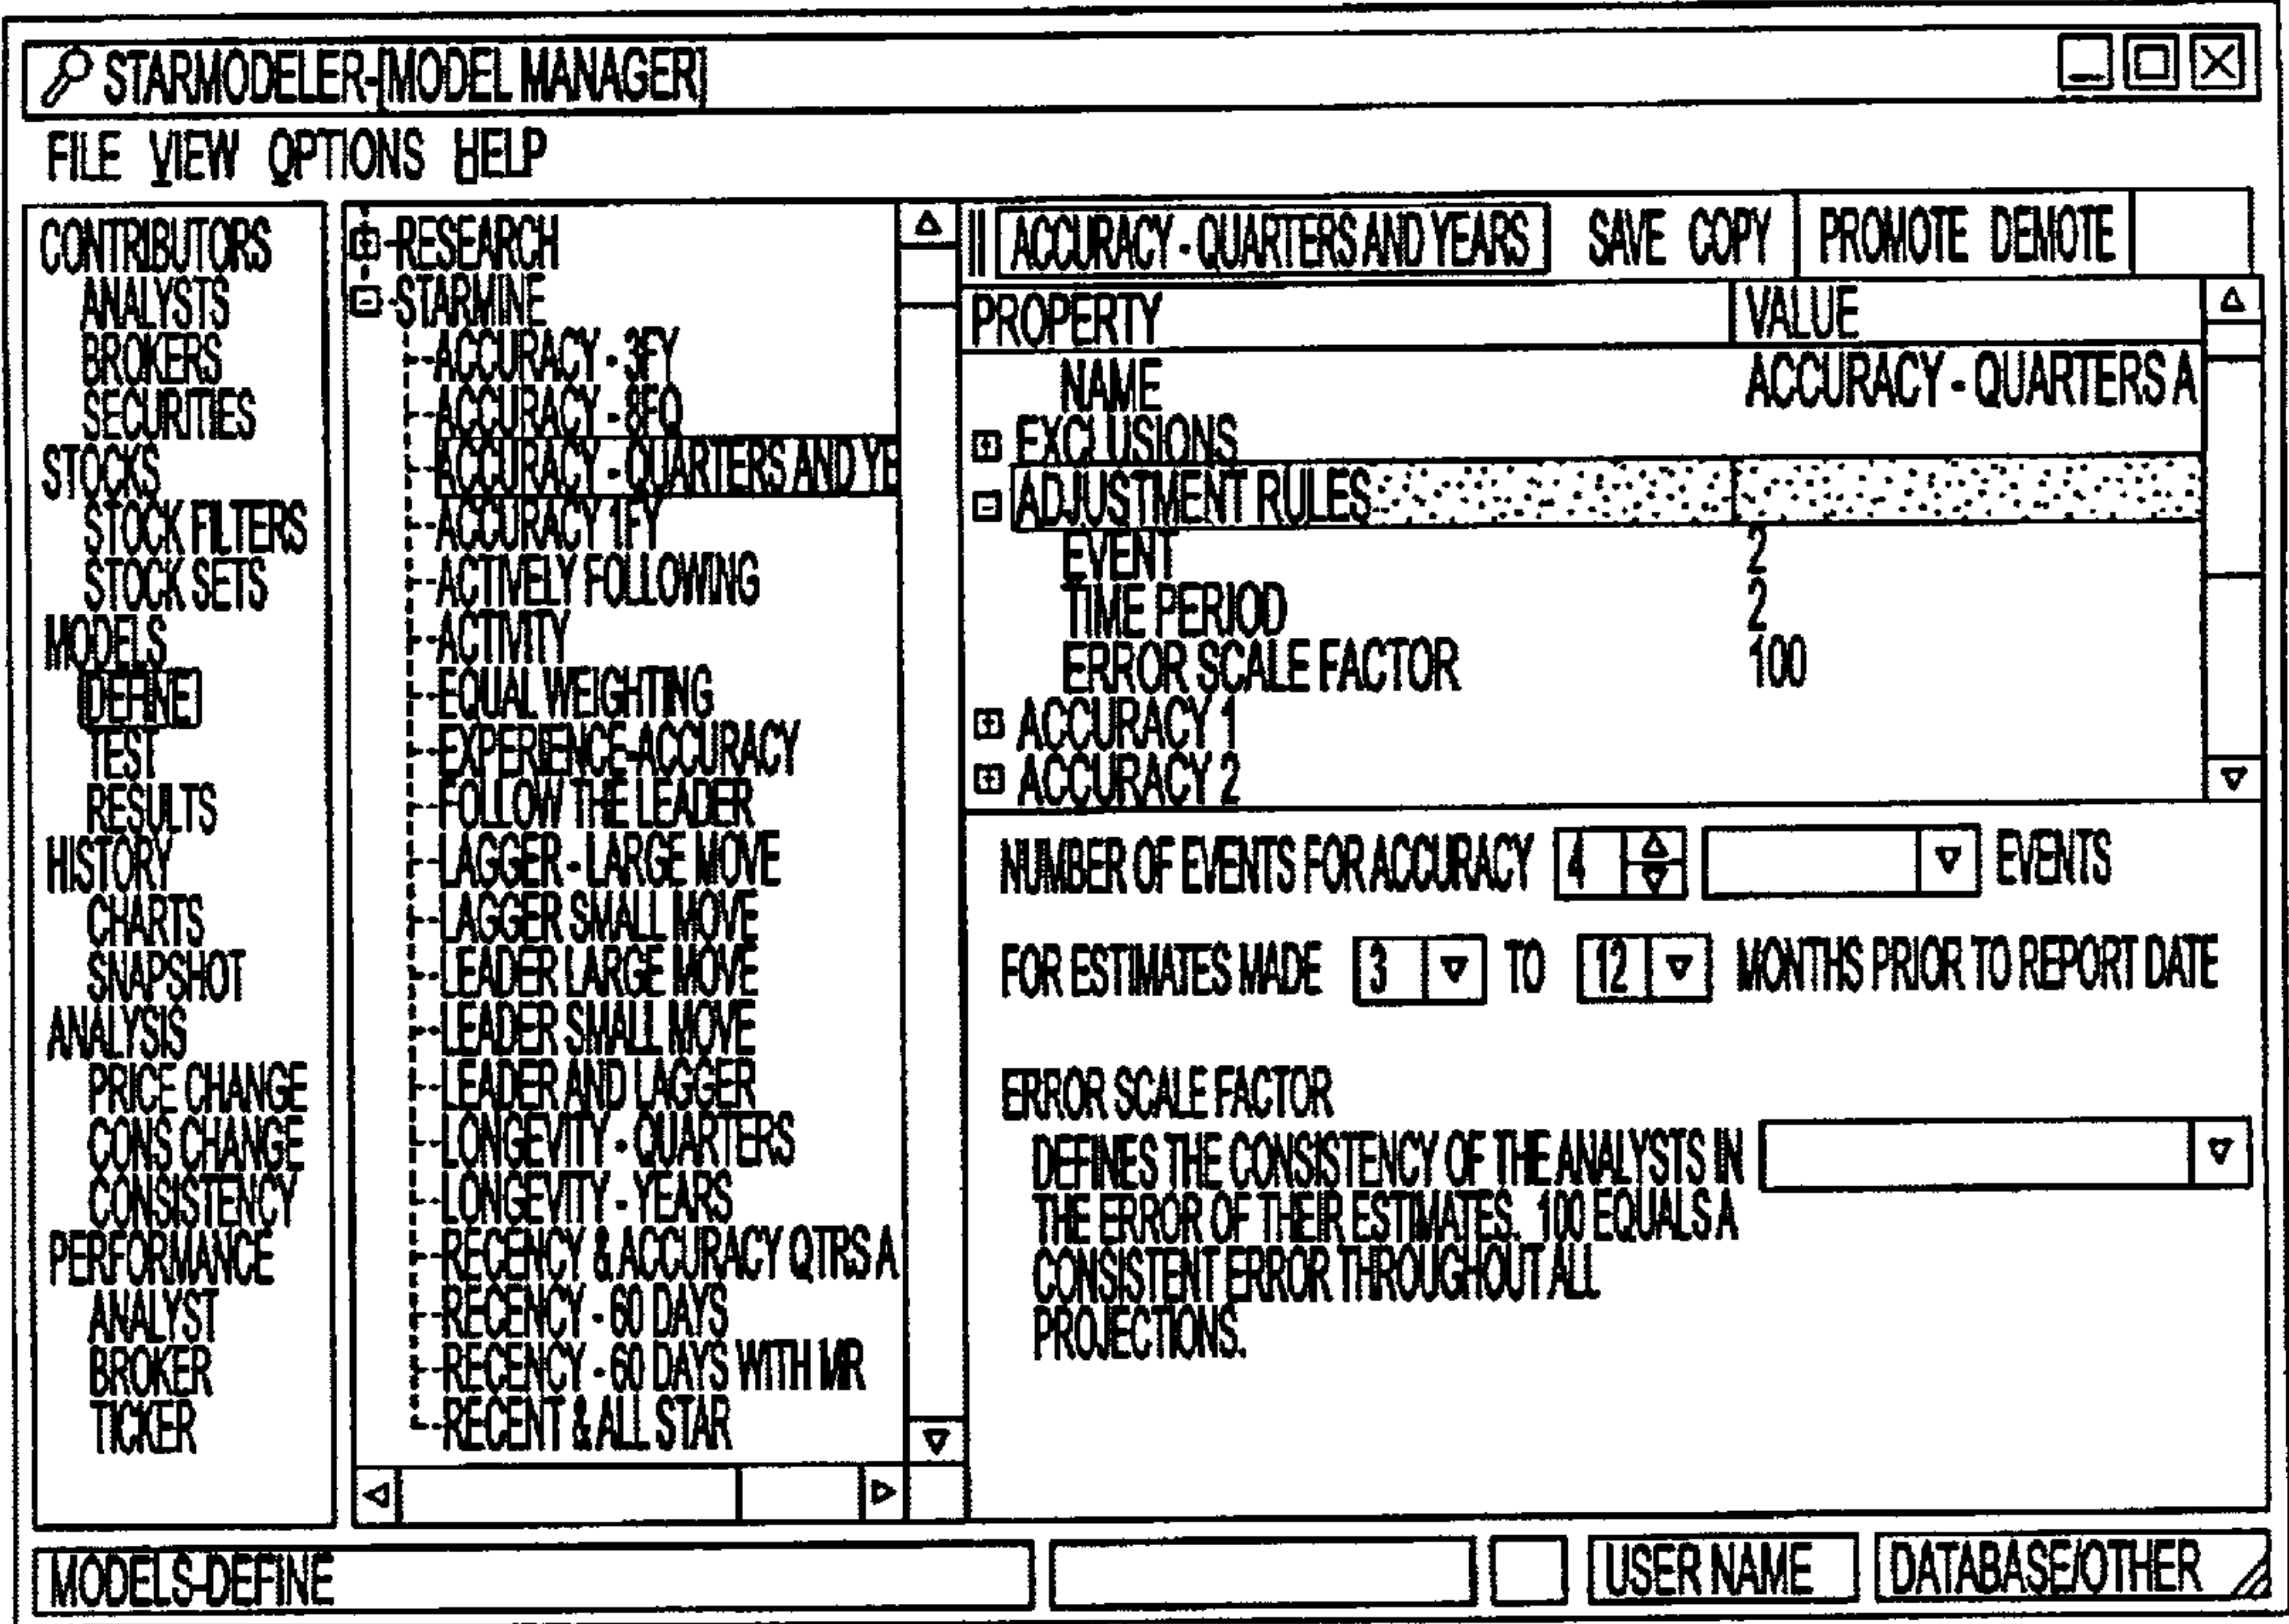 STARMODELER-[MODEL MANAGER]
FILE VIEW OPTIONS HELP
CONTRIBUTORS
ANALYSTS
BROKERS
SECURITIES
STOCKS
STOCK FILTERS
STOCK SETS
MODELS
DEFINE
TEST
RESULTS
HISTORY
CHARTS
SNAPSHOT
ANALYSIS
PRICE CHANGE
CONS CHANGE
CONSISTENCY
PERFORMANCE
ANALYST
BROKER
TICKER
RESEARCH
STARMINE
ACCURACY - 3FY
ACCURACY - 8FQ
ACCURACY - QUARTERS AND YE
ACCURACY 1FY
ACTIVELY FOLLOWING
ACTIVITY
EQUAL WEIGHTING
EXPERIENCE-ACCURACY
FOLLOW THE LEADER
LAGGER - LARGE MOVE
LAGGER SMALL MOVE
LEADER LARGE MOVE
LEADER SMALL MOVE
LEADER AND LAGGER
LONGEVITY - QUARTERS
LONGEVITY - YEARS
RECENCY & ACCURACY QTRS A
RECENCY - 60 DAYS
RECENCY - 60 DAYS WITH MR
RECENT & ALL STAR
ACCURACY - QUARTERS AND YEARS SAVE COPY PROMOTE DEMOTE
PROPERTY VALUE
NAME ACCURACY - QUARTERS A
EXCLUSIONS
ADJUSTMENT RULES
EVENT 2
TIME PERIOD 2
ERROR SCALE FACTOR 100
ACCURACY 1
ACCURACY 2
NUMBER OF EVENTS FOR ACCURACY 4 EVENTS
FOR ESTIMATES MADE 3 TO 12 MONTHS PRIOR TO REPORT DATE
ERROR SCALE FACTOR
DEFINES THE CONSISTENCY OF THE ANALYSTS IN
THE ERROR OF THEIR ESTIMATES. 100 EQUALS A
CONSISTENT ERROR THROUGHOUT ALL
PROJECTIONS.
MODELS-DEFINE USER NAME DATABASE/OTHER